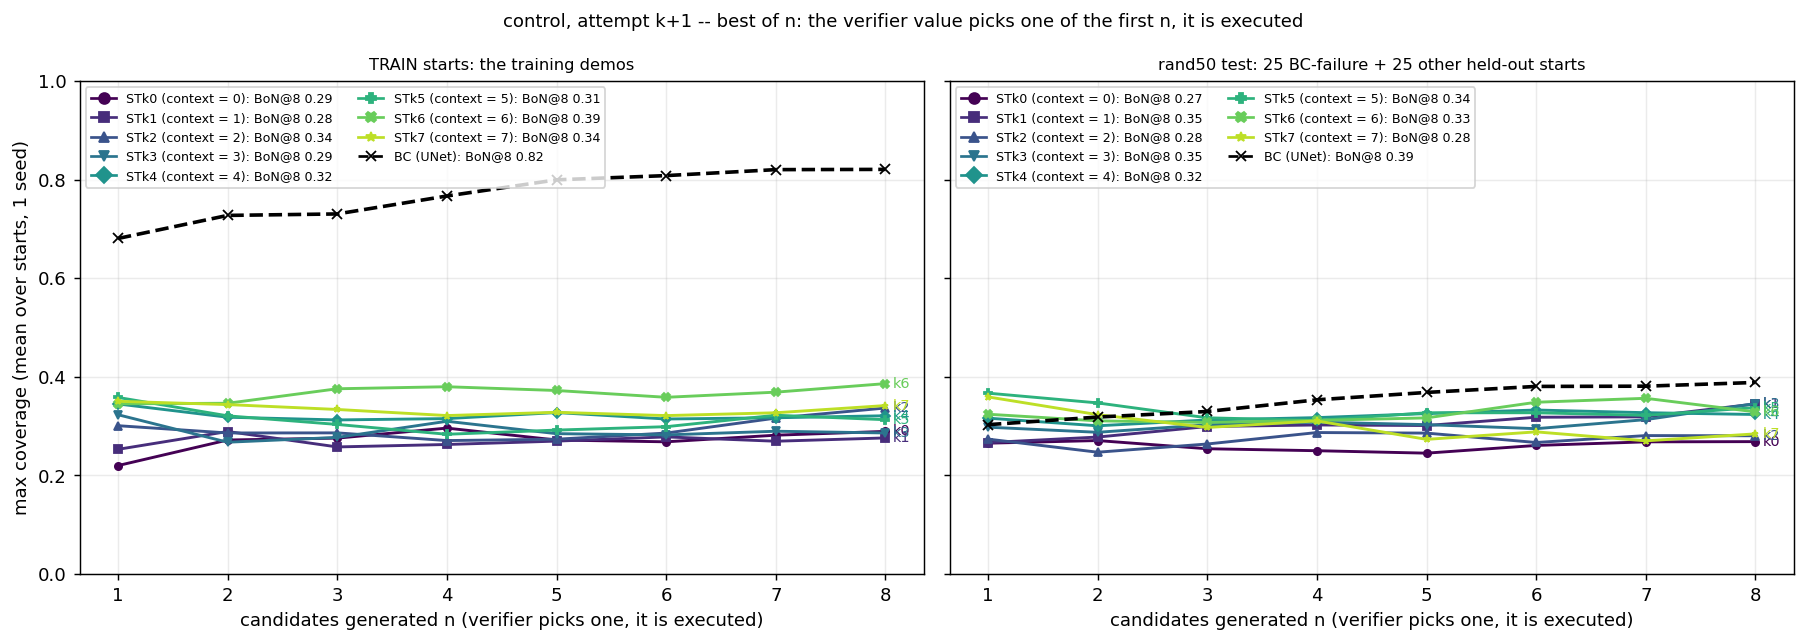 control, attempt k+1 -- best of n: the verifier value picks one of the first n, it is executed
TRAIN starts: the training demos
max coverage (mean over starts, 1 seed)
1.0
0.8
0.6
0.4
0.2
0.0
STk0 (context = 0): BoN@8 0.29
STk1 (context = 1): BoN@8 0.28
STk2 (context = 2): BoN@8 0.34
STk3 (context = 3): BoN@8 0.29
STk4 (context = 4): BoN@8 0.32
STk5 (context = 5): BoN@8 0.31
STk6 (context = 6): BoN@8 0.39
STk7 (context = 7): BoN@8 0.34
BC (UNet): BoN@8 0.82
k6
k2
k4
k5
k0
k1
1 2 3 4 5 6 7 8
candidates generated n (verifier picks one, it is executed)
rand50 test: 25 BC-failure + 25 other held-out starts
STk0 (context = 0): BoN@8 0.27
STk1 (context = 1): BoN@8 0.35
STk2 (context = 2): BoN@8 0.28
STk3 (context = 3): BoN@8 0.35
STk4 (context = 4): BoN@8 0.32
STk5 (context = 5): BoN@8 0.34
STk6 (context = 6): BoN@8 0.33
STk7 (context = 7): BoN@8 0.28
BC (UNet): BoN@8 0.39
k4
k0
1 2 3 4 5 6 7 8
candidates generated n (verifier picks one, it is executed)